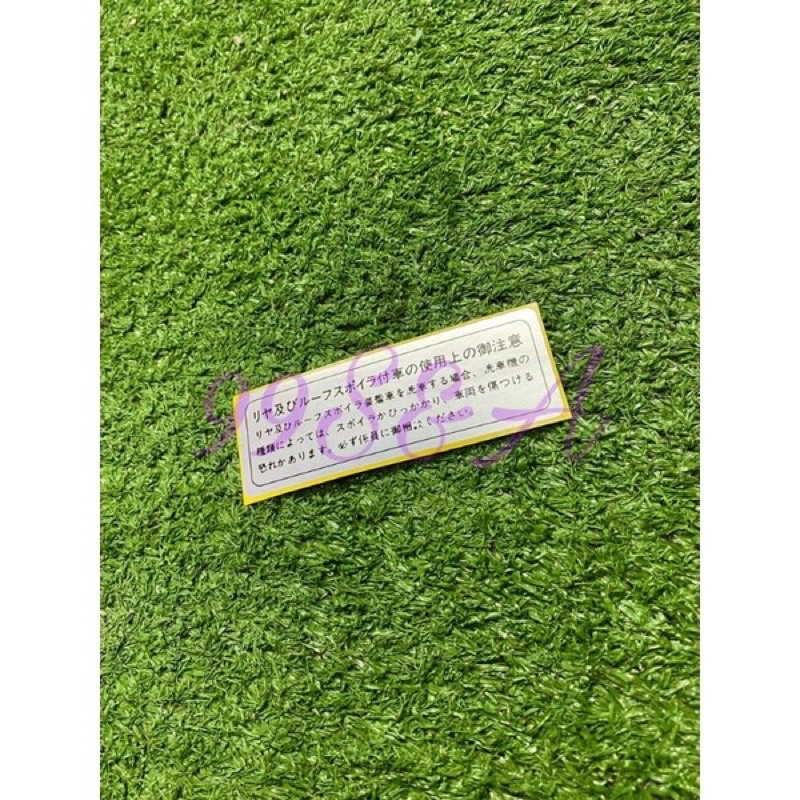 リヤ及びルーフスポイラ付車の使用上の御注意
リヤ及びルーフスポイラ装着車を洗車する場合、洗車機の
種類によっては、スポイラがひっかかり、車両を傷つける
恐れがあります。必ず係員に御相談ください。
9988 A